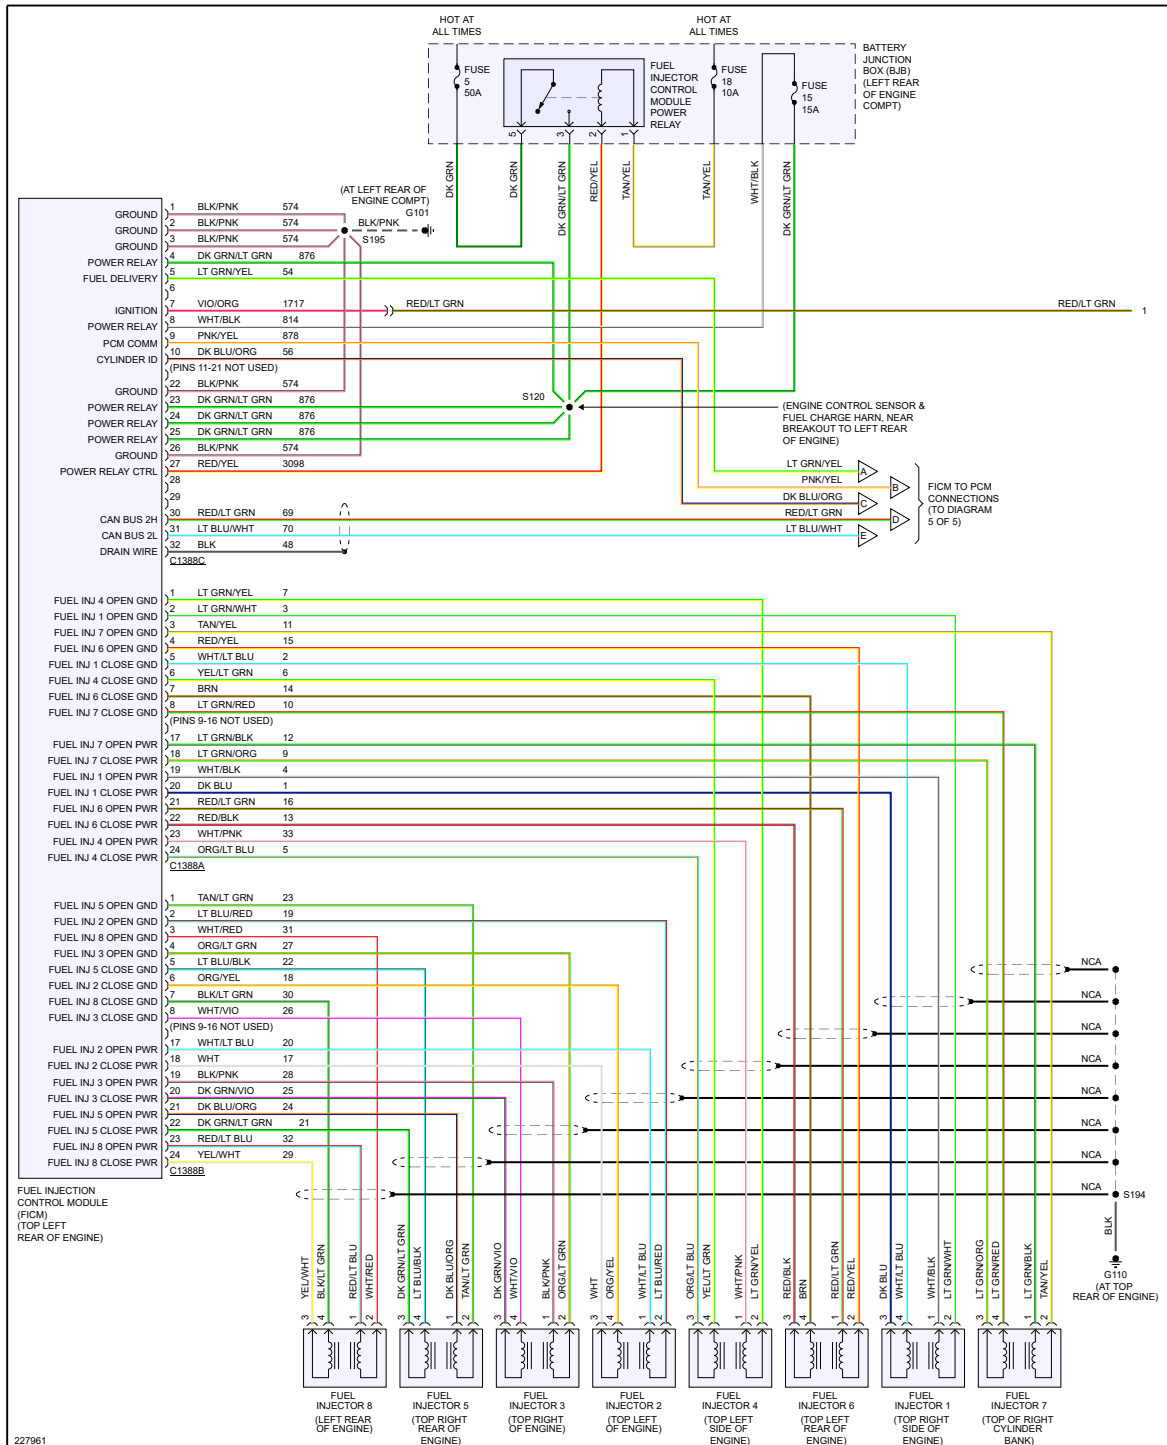 HOT AT
ALL TIMES
HOT AT
ALL TIMES
FUSE
5
50A
FUEL
INJECTOR
CONTROL
MODULE
POWER
RELAY
FUSE
18
10A
FUSE
15
15A
BATTERY
JUNCTION
BOX (BJB)
(LEFT REAR
OF ENGINE
COMPT)
5
3
2
1
DK GRN
DK GRN
DK GRN/LT GRN
RED/YEL
TAN/YEL
TAN/YEL
WHT/BLK
DK GRN/LT GRN
(AT LEFT REAR OF
ENGINE COMPT)
G101
BLK/PNK
S195
GROUND 1 BLK/PNK 574
GROUND 2 BLK/PNK 574
GROUND 3 BLK/PNK 574
POWER RELAY 4 DK GRN/LT GRN 876
FUEL DELIVERY 5 LT GRN/YEL 54
6
IGNITION 7 VIO/ORG 1717 RED/LT GRN RED/LT GRN 1
POWER RELAY 8 WHT/BLK 814
PCM COMM 9 PNK/YEL 878
CYLINDER ID 10 DK BLU/ORG 56
(PINS 11-21 NOT USED)
GROUND 22 BLK/PNK 574
POWER RELAY 23 DK GRN/LT GRN 876
POWER RELAY 24 DK GRN/LT GRN 876
POWER RELAY 25 DK GRN/LT GRN 876
GROUND 26 BLK/PNK 574
POWER RELAY CTRL 27 RED/YEL 3098
28
29
CAN BUS 2H 30 RED/LT GRN 69
CAN BUS 2L 31 LT BLU/WHT 70
DRAIN WIRE 32 BLK 48
C1388C
S120
(ENGINE CONTROL SENSOR &
FUEL CHARGE HARN, NEAR
BREAKOUT TO LEFT REAR
OF ENGINE)
LT GRN/YEL A
PNK/YEL B
DK BLU/ORG C
RED/LT GRN D
LT BLU/WHT E
FICM TO PCM
CONNECTIONS
(TO DIAGRAM
5 OF 5)
FUEL INJ 4 OPEN GND 1 LT GRN/YEL 7
FUEL INJ 1 OPEN GND 2 LT GRN/WHT 3
FUEL INJ 7 OPEN GND 3 TAN/YEL 11
FUEL INJ 6 OPEN GND 4 RED/YEL 15
FUEL INJ 1 CLOSE GND 5 WHT/LT BLU 2
FUEL INJ 4 CLOSE GND 6 YEL/LT GRN 6
FUEL INJ 6 CLOSE GND 7 BRN 14
FUEL INJ 7 CLOSE GND 8 LT GRN/RED 10
(PINS 9-16 NOT USED)
FUEL INJ 7 OPEN PWR 17 LT GRN/BLK 12
FUEL INJ 7 CLOSE PWR 18 LT GRN/ORG 9
FUEL INJ 1 OPEN PWR 19 WHT/BLK 4
FUEL INJ 1 CLOSE PWR 20 DK BLU 1
FUEL INJ 6 OPEN PWR 21 RED/LT GRN 16
FUEL INJ 6 CLOSE PWR 22 RED/BLK 13
FUEL INJ 4 OPEN PWR 23 WHT/PNK 33
FUEL INJ 4 CLOSE PWR 24 ORG/LT BLU 5
C1388A
FUEL INJ 5 OPEN GND 1 TAN/LT GRN 23
FUEL INJ 2 OPEN GND 2 LT BLU/RED 19
FUEL INJ 8 OPEN GND 3 WHT/RED 31
FUEL INJ 3 OPEN GND 4 ORG/LT GRN 27
FUEL INJ 5 CLOSE GND 5 LT BLU/BLK 22
FUEL INJ 2 CLOSE GND 6 ORG/YEL 18
FUEL INJ 8 CLOSE GND 7 BLK/LT GRN 30
FUEL INJ 3 CLOSE GND 8 WHT/VIO 26
(PINS 9-16 NOT USED)
FUEL INJ 2 OPEN PWR 17 WHT/LT BLU 20
FUEL INJ 2 CLOSE PWR 18 WHT 17
FUEL INJ 3 OPEN PWR 19 BLK/PNK 28
FUEL INJ 3 CLOSE PWR 20 DK GRN/VIO 25
FUEL INJ 5 OPEN PWR 21 DK BLU/ORG 24
FUEL INJ 5 CLOSE PWR 22 DK GRN/LT GRN 21
FUEL INJ 8 OPEN PWR 23 RED/LT BLU 32
FUEL INJ 8 CLOSE PWR 24 YEL/WHT 29
C1388B
FUEL INJECTION
CONTROL MODULE
(FICM)
(TOP LEFT
REAR OF ENGINE)
NCA
NCA
NCA
NCA
NCA
NCA
NCA
NCA
S194
BLK
G110
(AT TOP
REAR OF ENGINE)
YEL/WHT
BLK/LT GRN
RED/LT BLU
WHT/RED
DK GRN/LT GRN
LT BLU/BLK
DK BLU/ORG
TAN/LT GRN
DK GRN/VIO
WHT/VIO
BLK/PNK
ORG/LT GRN
WHT
ORG/YEL
WHT/LT BLU
LT BLU/RED
ORG/LT BLU
YEL/LT GRN
WHT/PNK
LT GRN/YEL
RED/BLK
BRN
RED/LT GRN
RED/YEL
DK BLU
WHT/LT BLU
WHT/BLK
LT GRN/WHT
LT GRN/ORG
LT GRN/RED
LT GRN/BLK
TAN/YEL
3 4 1 2
3 4 1 2
3 4 1 2
3 4 1 2
3 4 1 2
3 4 1 2
3 4 1 2
3 4 1 2
FUEL
INJECTOR 8
(LEFT REAR
OF ENGINE)
FUEL
INJECTOR 5
(TOP RIGHT
REAR OF
ENGINE)
FUEL
INJECTOR 3
(TOP RIGHT
OF ENGINE)
FUEL
INJECTOR 2
(TOP LEFT
OF ENGINE)
FUEL
INJECTOR 4
(TOP LEFT
SIDE OF
ENGINE)
FUEL
INJECTOR 6
(TOP LEFT
REAR OF
ENGINE)
FUEL
INJECTOR 1
(TOP RIGHT
SIDE OF
ENGINE)
FUEL
INJECTOR 7
(TOP OF RIGHT
CYLINDER
BANK)
227961